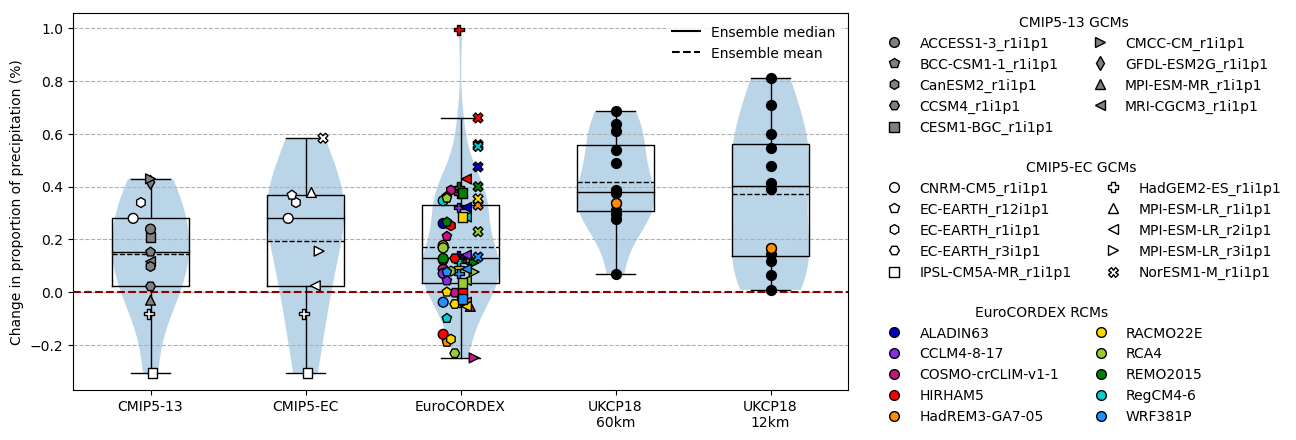 Change in proportion of precipitation (%)
1.0
0.8
0.6
0.4
0.2
0.0
−0.2
CMIP5-13
CMIP5-EC
EuroCORDEX
UKCP18
60km
UKCP18
12km
Ensemble median
Ensemble mean
CMIP5-13 GCMs
ACCESS1-3_r1i1p1
BCC-CSM1-1_r1i1p1
CanESM2_r1i1p1
CCSM4_r1i1p1
CESM1-BGC_r1i1p1
CMCC-CM_r1i1p1
GFDL-ESM2G_r1i1p1
MPI-ESM-MR_r1i1p1
MRI-CGCM3_r1i1p1
CMIP5-EC GCMs
CNRM-CM5_r1i1p1
EC-EARTH_r12i1p1
EC-EARTH_r1i1p1
EC-EARTH_r3i1p1
IPSL-CM5A-MR_r1i1p1
HadGEM2-ES_r1i1p1
MPI-ESM-LR_r1i1p1
MPI-ESM-LR_r2i1p1
MPI-ESM-LR_r3i1p1
NorESM1-M_r1i1p1
EuroCORDEX RCMs
ALADIN63
CCLM4-8-17
COSMO-crCLIM-v1-1
HIRHAM5
HadREM3-GA7-05
RACMO22E
RCA4
REMO2015
RegCM4-6
WRF381P